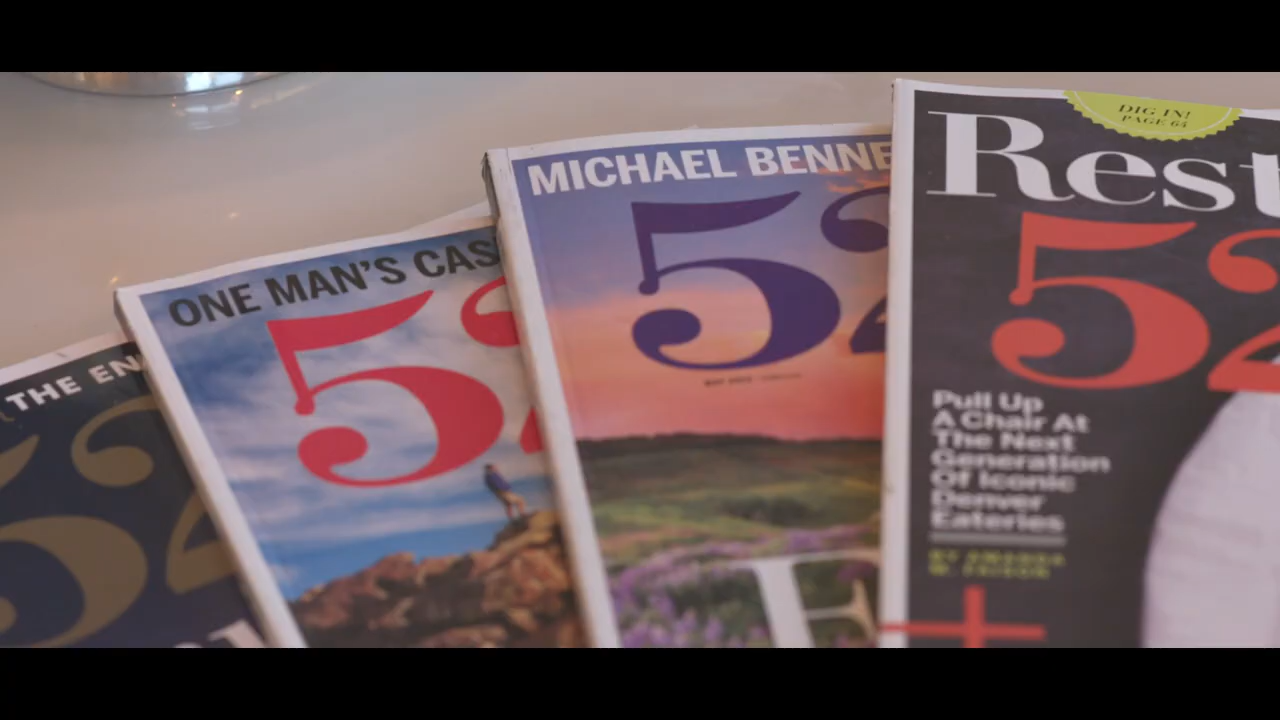 THE EN
52
ONE MAN'S CAS
52
MICHAEL BENNE
52
DIG IN!
PAGE 64
Rest
52
Pull Up
A Chair At
The Next
Generation
Of Iconic
Denver
Eateries
+